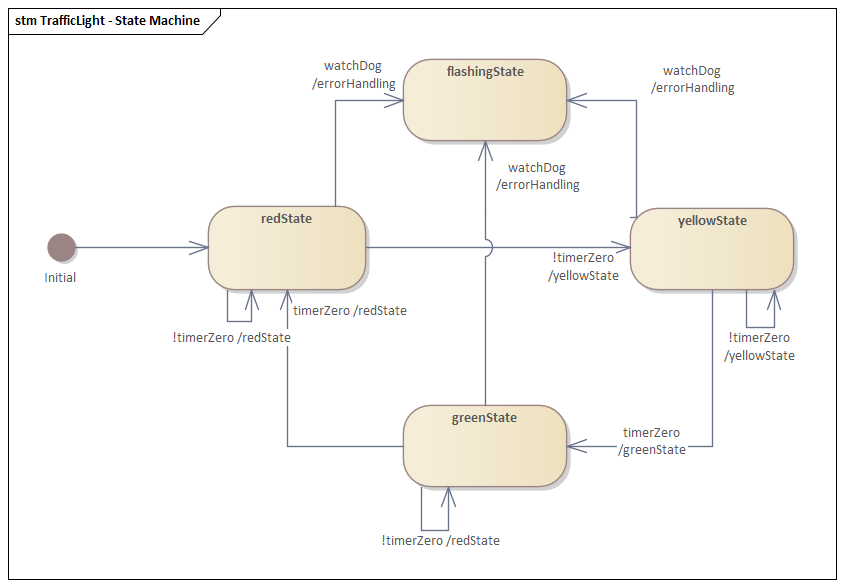 stm TrafficLight - State Machine
watchDog
/errorHandling
flashingState
watchDog
/errorHandling
watchDog
/errorHandling
redState
yellowState
Initial
!timerZero
/yellowState
timerZero /redState
!timerZero /redState
!timerZero
/yellowState
greenState
timerZero
/greenState
!timerZero /redState